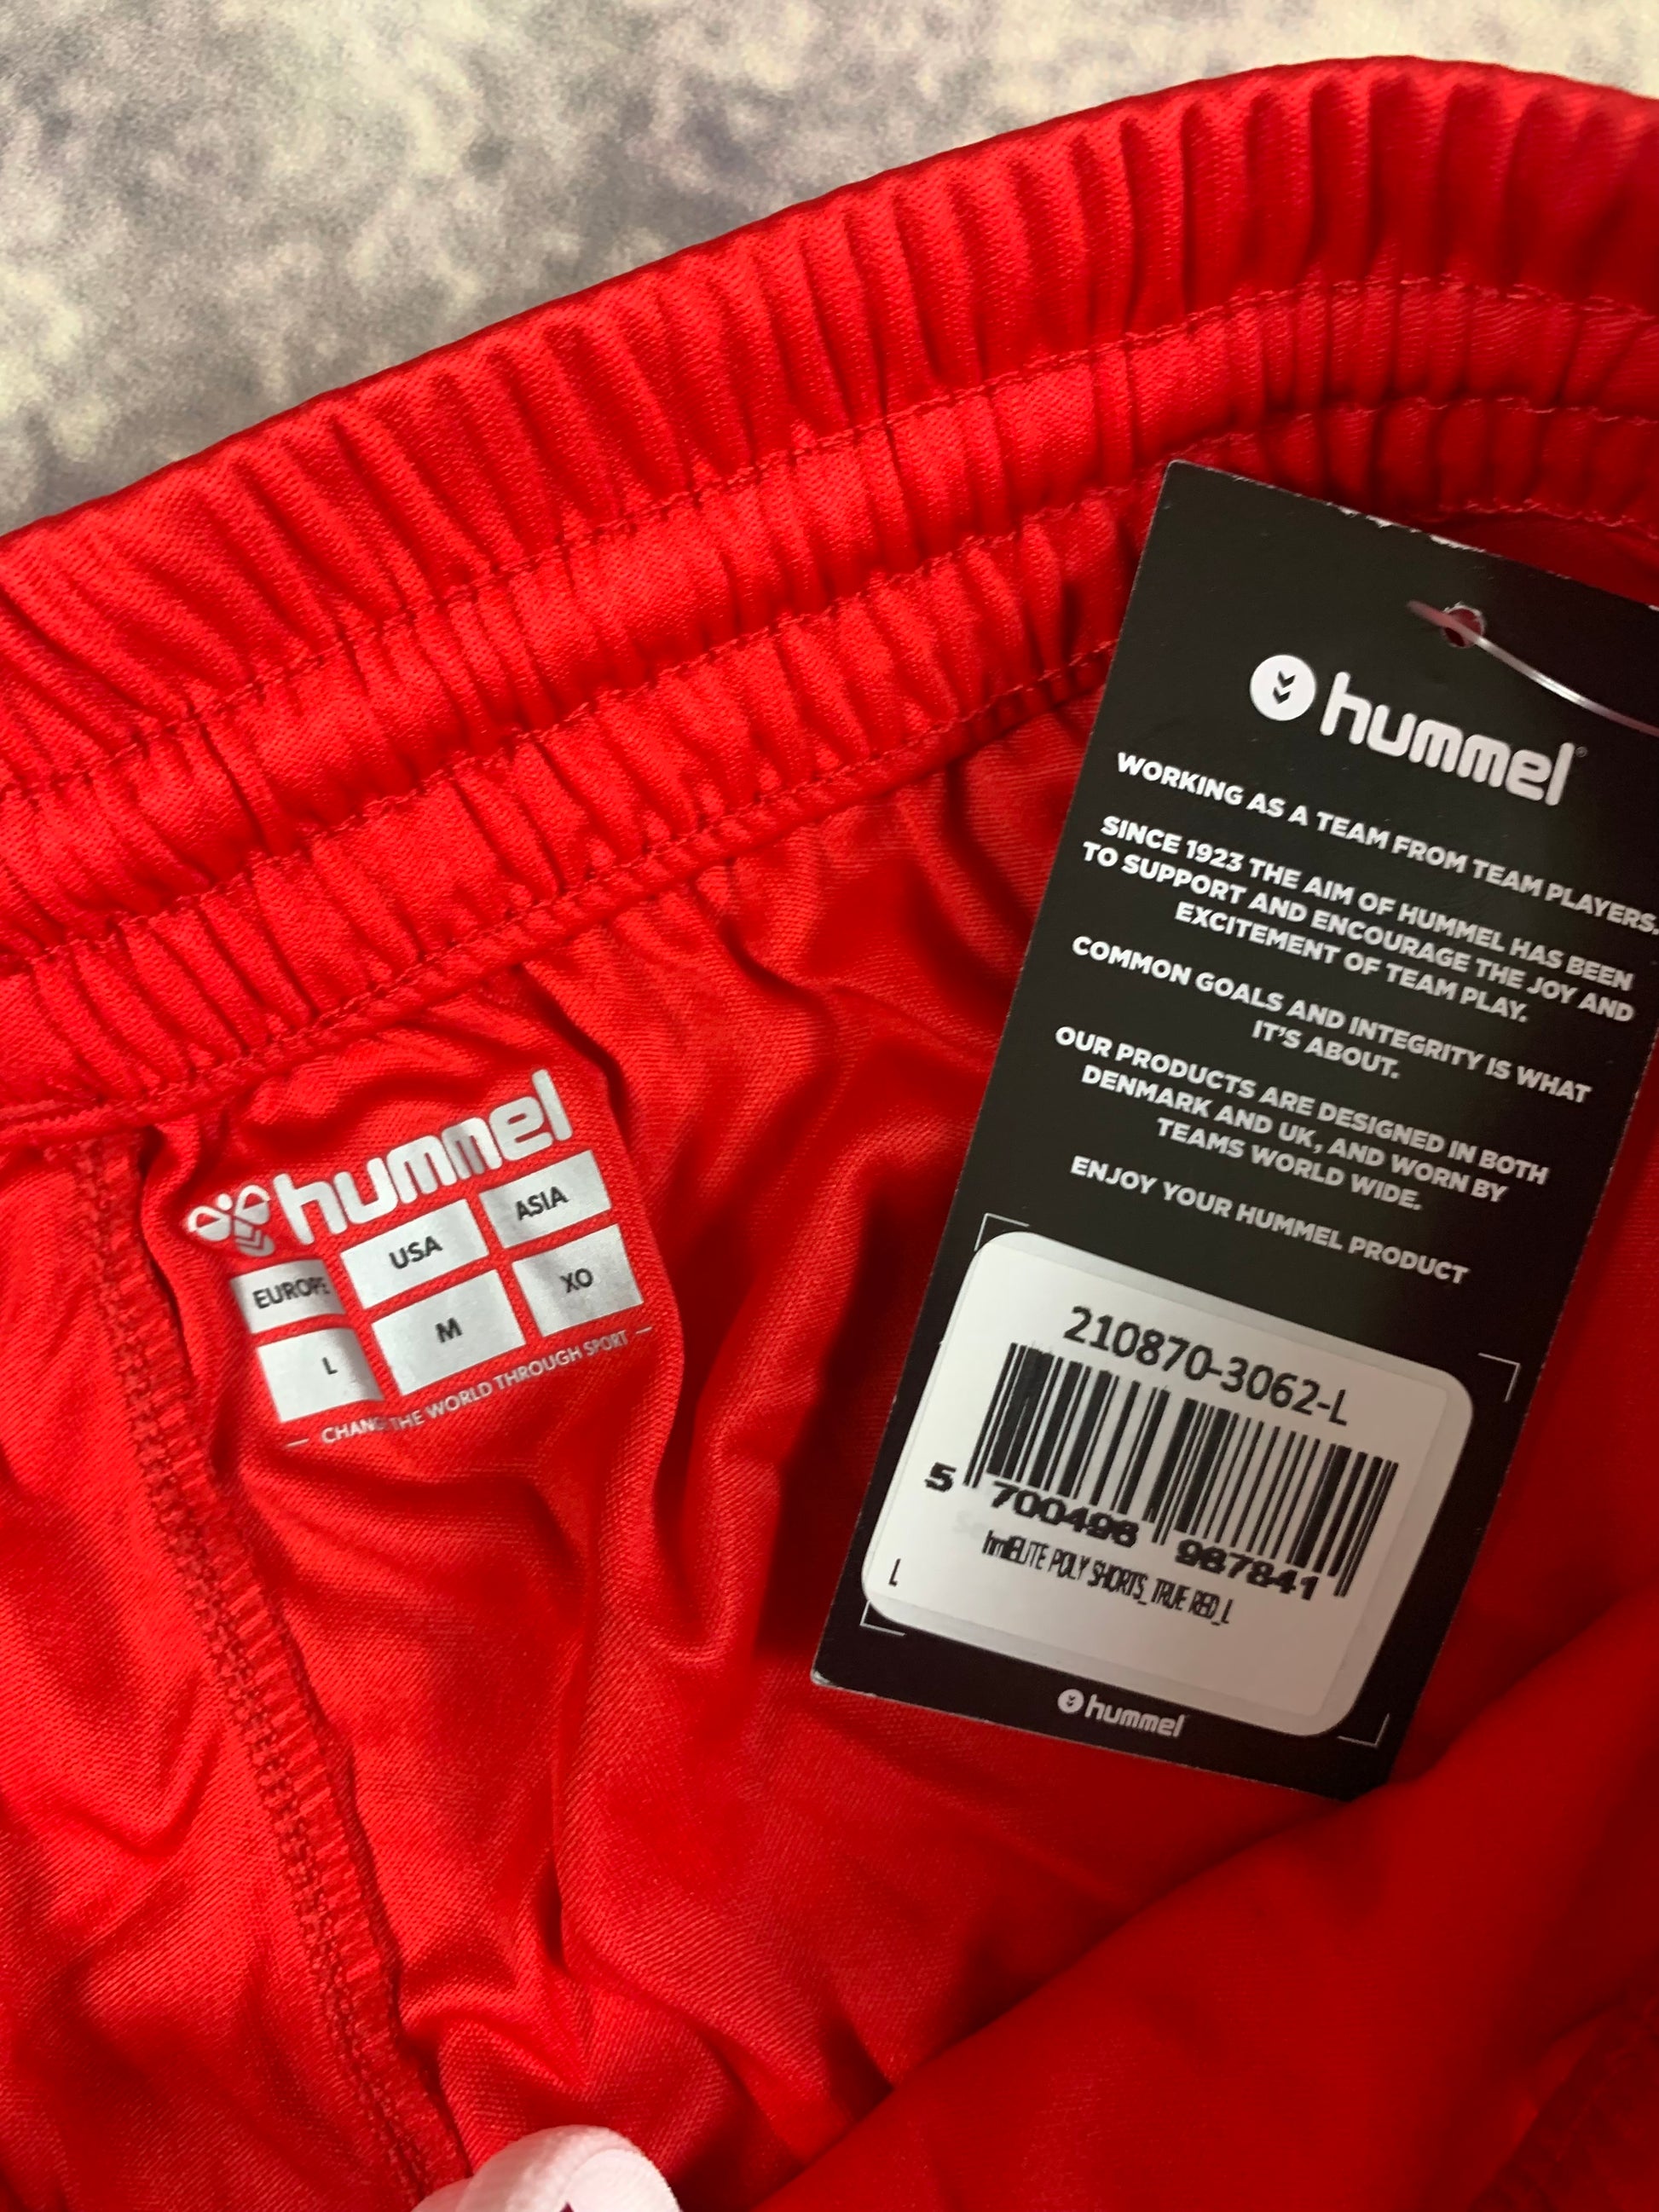 hummel
EUROPE USA ASIA
L M XO
CHANG THE WORLD THROUGH SPORT
hummel
WORKING AS A TEAM FROM TEAM PLAYERS.
SINCE 1923 THE AIM OF HUMMEL HAS BEEN
TO SUPPORT AND ENCOURAGE THE JOY AND
EXCITEMENT OF TEAM PLAY.
COMMON GOALS AND INTEGRITY IS WHAT
IT'S ABOUT.
OUR PRODUCTS ARE DESIGNED IN BOTH
DENMARK AND UK, AND WORN BY
TEAMS WORLD WIDE.
ENJOY YOUR HUMMEL PRODUCT
210870-3062-L
5 700496 987841
hmlELITE POLY SHORTS_TRUE RED_L
L
hummel